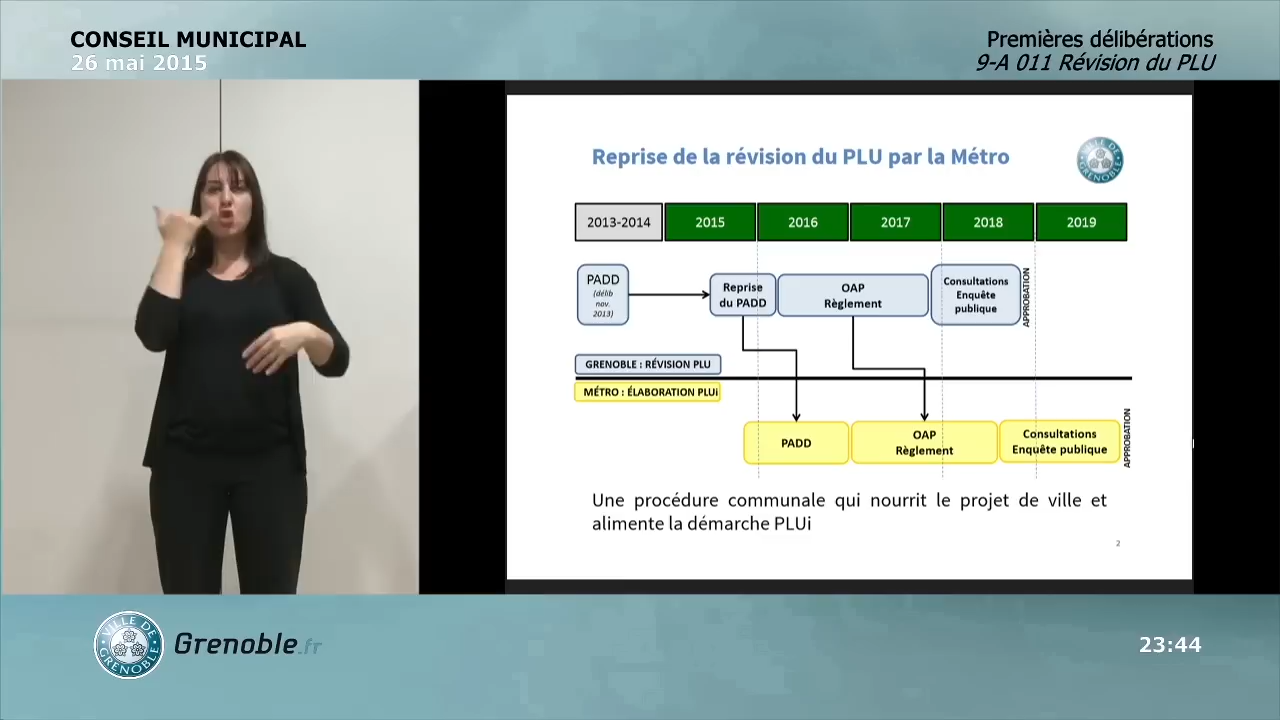 CONSEIL MUNICIPAL
26 mai 2015
Premières délibérations
9-A 011 Révision du PLU
Reprise de la révision du PLU par la Métro
VILLE DE GRENOBLE
2013-2014
2015
2016
2017
2018
2019
PADD
(délib
nov.
2013)
Reprise
du PADD
OAP
Règlement
Consultations
Enquête
publique
APPROBATION
GRENOBLE : RÉVISION PLU
MÉTRO : ÉLABORATION PLUi
PADD
OAP
Règlement
Consultations
Enquête publique
APPROBATION
Une procédure communale qui nourrit le projet de ville et
alimente la démarche PLUi
2
VILLE DE GRENOBLE
Grenoble.fr
23:44